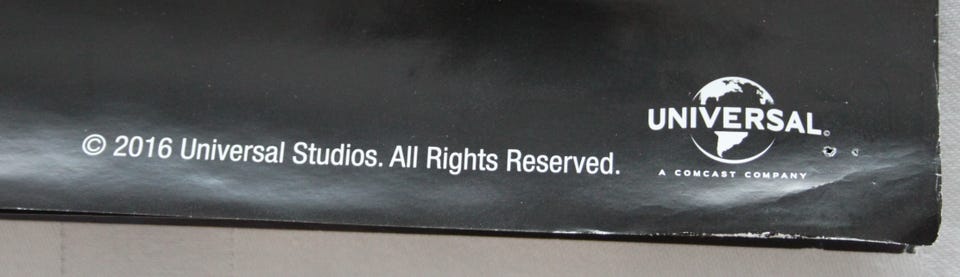 © 2016 Universal Studios. All Rights Reserved.
UNIVERSAL
A COMCAST COMPANY